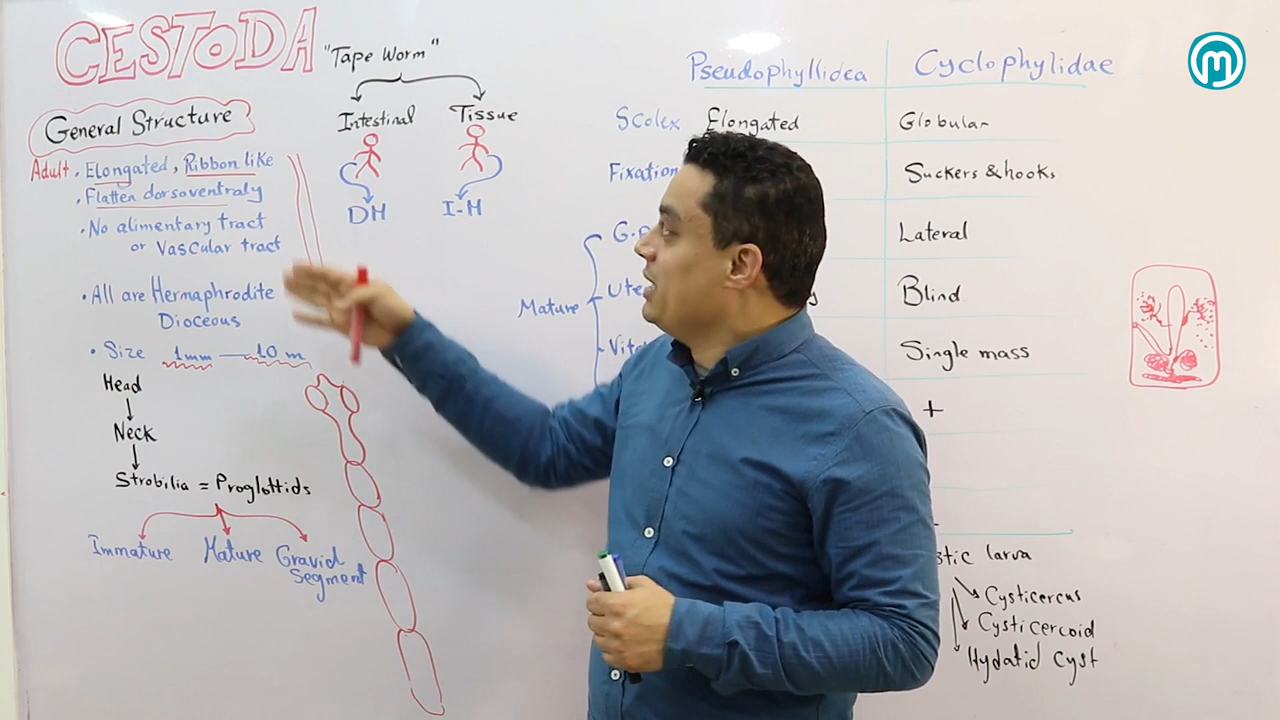 CESTODA
"Tape Worm"
Intestinal
Tissue
DH
I-H
General Structure
Adult . Elongated, Ribbon like
. Flatten dorsoventraly
. No alimentary tract
or Vascular tract
. All are Hermaphrodite
Dioceous
• Size 1mm — 10 m
Head
Neck
Strobilia = Proglottids
Immature
Mature
Gravid
Segment
Pseudophyllidea
Cyclophylidae
Scolex
Elongated
Globular
Fixation
Suckers & hooks
G.p
Lateral
Mature
Ute
Blind
Vit
Single mass
+
stic larva
Cysticercus
Cysticercoid
Hydatid Cyst
m